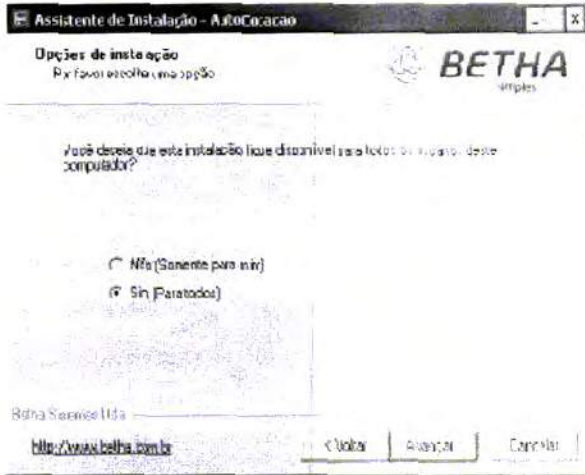 Assistente de Instalação - AutoCotacao
Opções de instalação
Por favor escolha uma opção
BETHA
simples
Você deseja que esta instalação fique disponível para todos os usuários deste
computador?
Não (Somente para mim)
Sim (Para todos)
Betha Sistemas Ltda
http://www.betha.com.br
< Voltar
Avançar
Cancelar